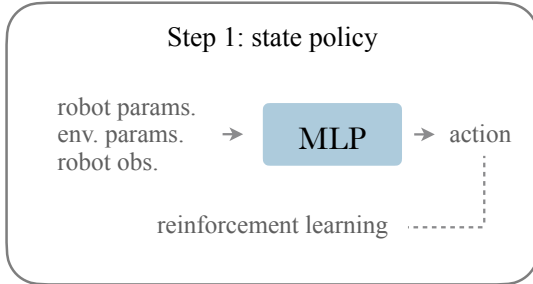 Step 1: state policy
robot params.
env. params.
robot obs.
MLP
action
reinforcement learning